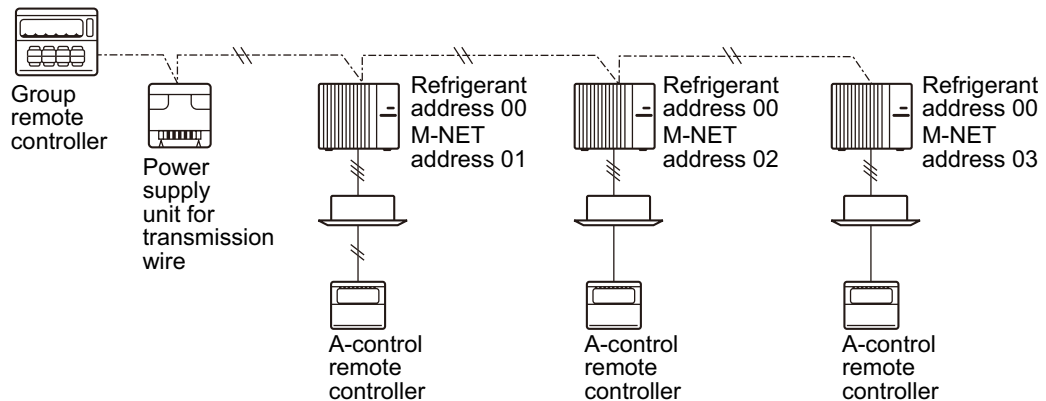 Group
remote
controller
Power
supply
unit for
transmission
wire
Refrigerant
address 00
M-NET
address 01
Refrigerant
address 00
M-NET
address 02
Refrigerant
address 00
M-NET
address 03
A-control
remote
controller
A-control
remote
controller
A-control
remote
controller